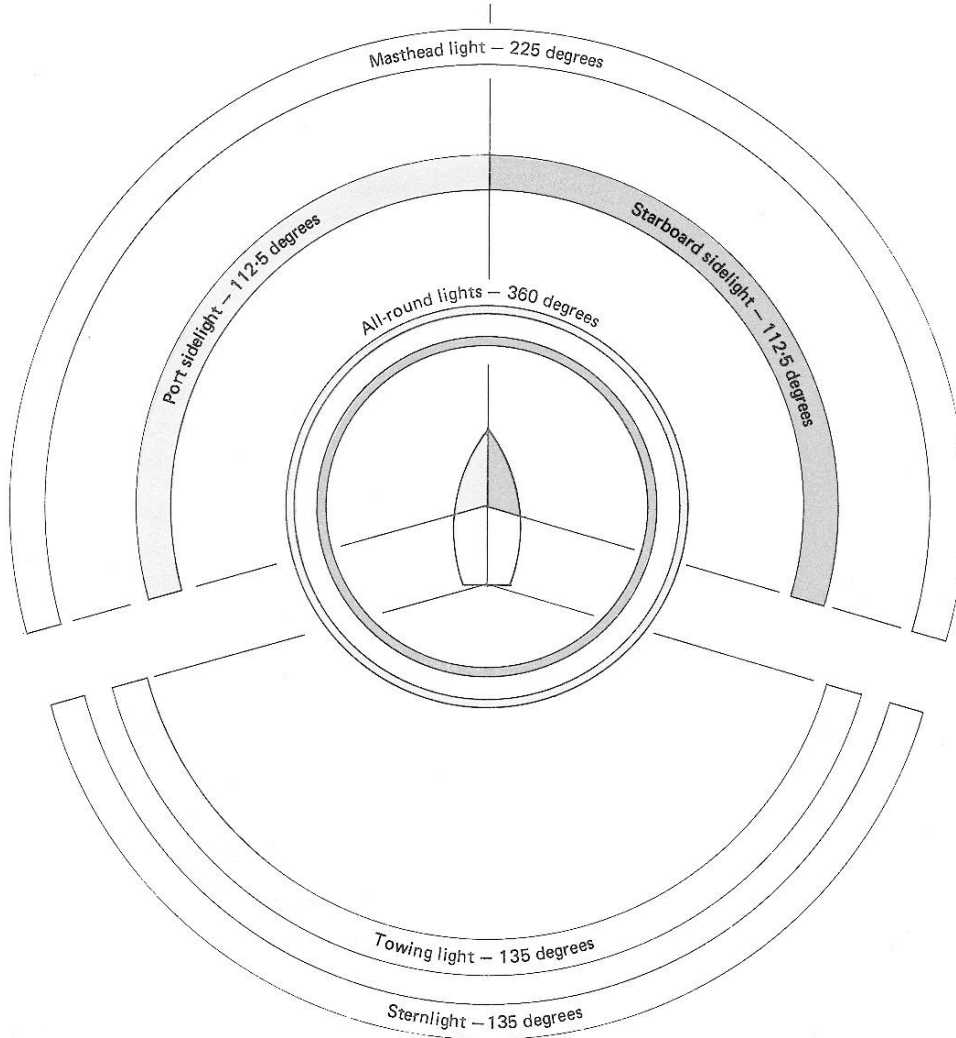 Masthead light – 225 degrees
Port sidelight – 112·5 degrees
Starboard sidelight – 112·5 degrees
All-round lights – 360 degrees
Towing light – 135 degrees
Sternlight – 135 degrees